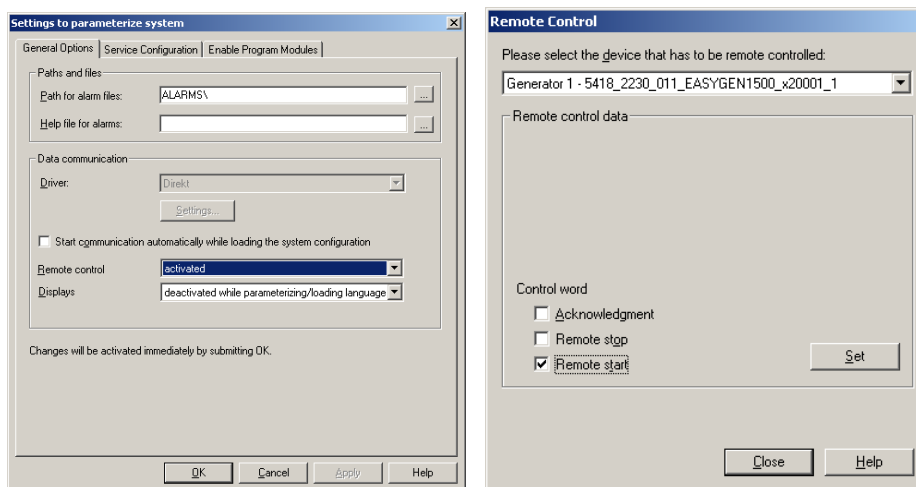 Settings to parameterize system
General Options Service Configuration Enable Program Modules
Paths and files
Path for alarm files: ALARMS\ ...
Help file for alarms: ...
Data communication
Driver: Direkt
Settings...
Start communication automatically while loading the system configuration
Remote control activated
Displays deactivated while parameterizing/loading language
Changes will be activated immediately by submitting OK.
OK Cancel Apply Help
Remote Control
Please select the device that has to be remote controlled:
Generator 1 - 5418_2230_011_EASYGEN1500_x20001_1
Remote control data
Control word
Acknowledgment
Remote stop
Remote start
Set
Close Help